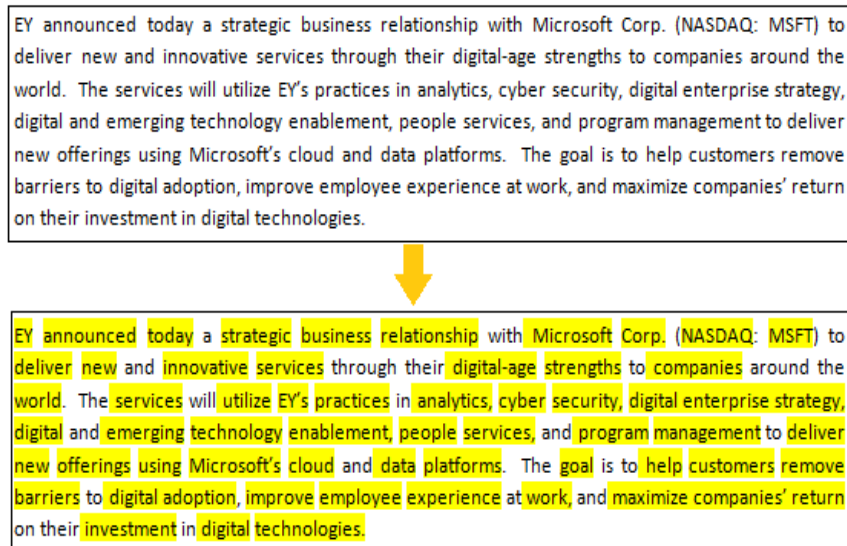 EY announced today a strategic business relationship with Microsoft Corp. (NASDAQ: MSFT) to
deliver new and innovative services through their digital-age strengths to companies around the
world.  The services will utilize EY's practices in analytics, cyber security, digital enterprise strategy,
digital and emerging technology enablement, people services, and program management to deliver
new offerings using Microsoft's cloud and data platforms.  The goal is to help customers remove
barriers to digital adoption, improve employee experience at work, and maximize companies' return
on their investment in digital technologies.
EY announced today a strategic business relationship with Microsoft Corp. (NASDAQ: MSFT) to
deliver new and innovative services through their digital-age strengths to companies around the
world.  The services will utilize EY's practices in analytics, cyber security, digital enterprise strategy,
digital and emerging technology enablement, people services, and program management to deliver
new offerings using Microsoft's cloud and data platforms.  The goal is to help customers remove
barriers to digital adoption, improve employee experience at work, and maximize companies' return
on their investment in digital technologies.